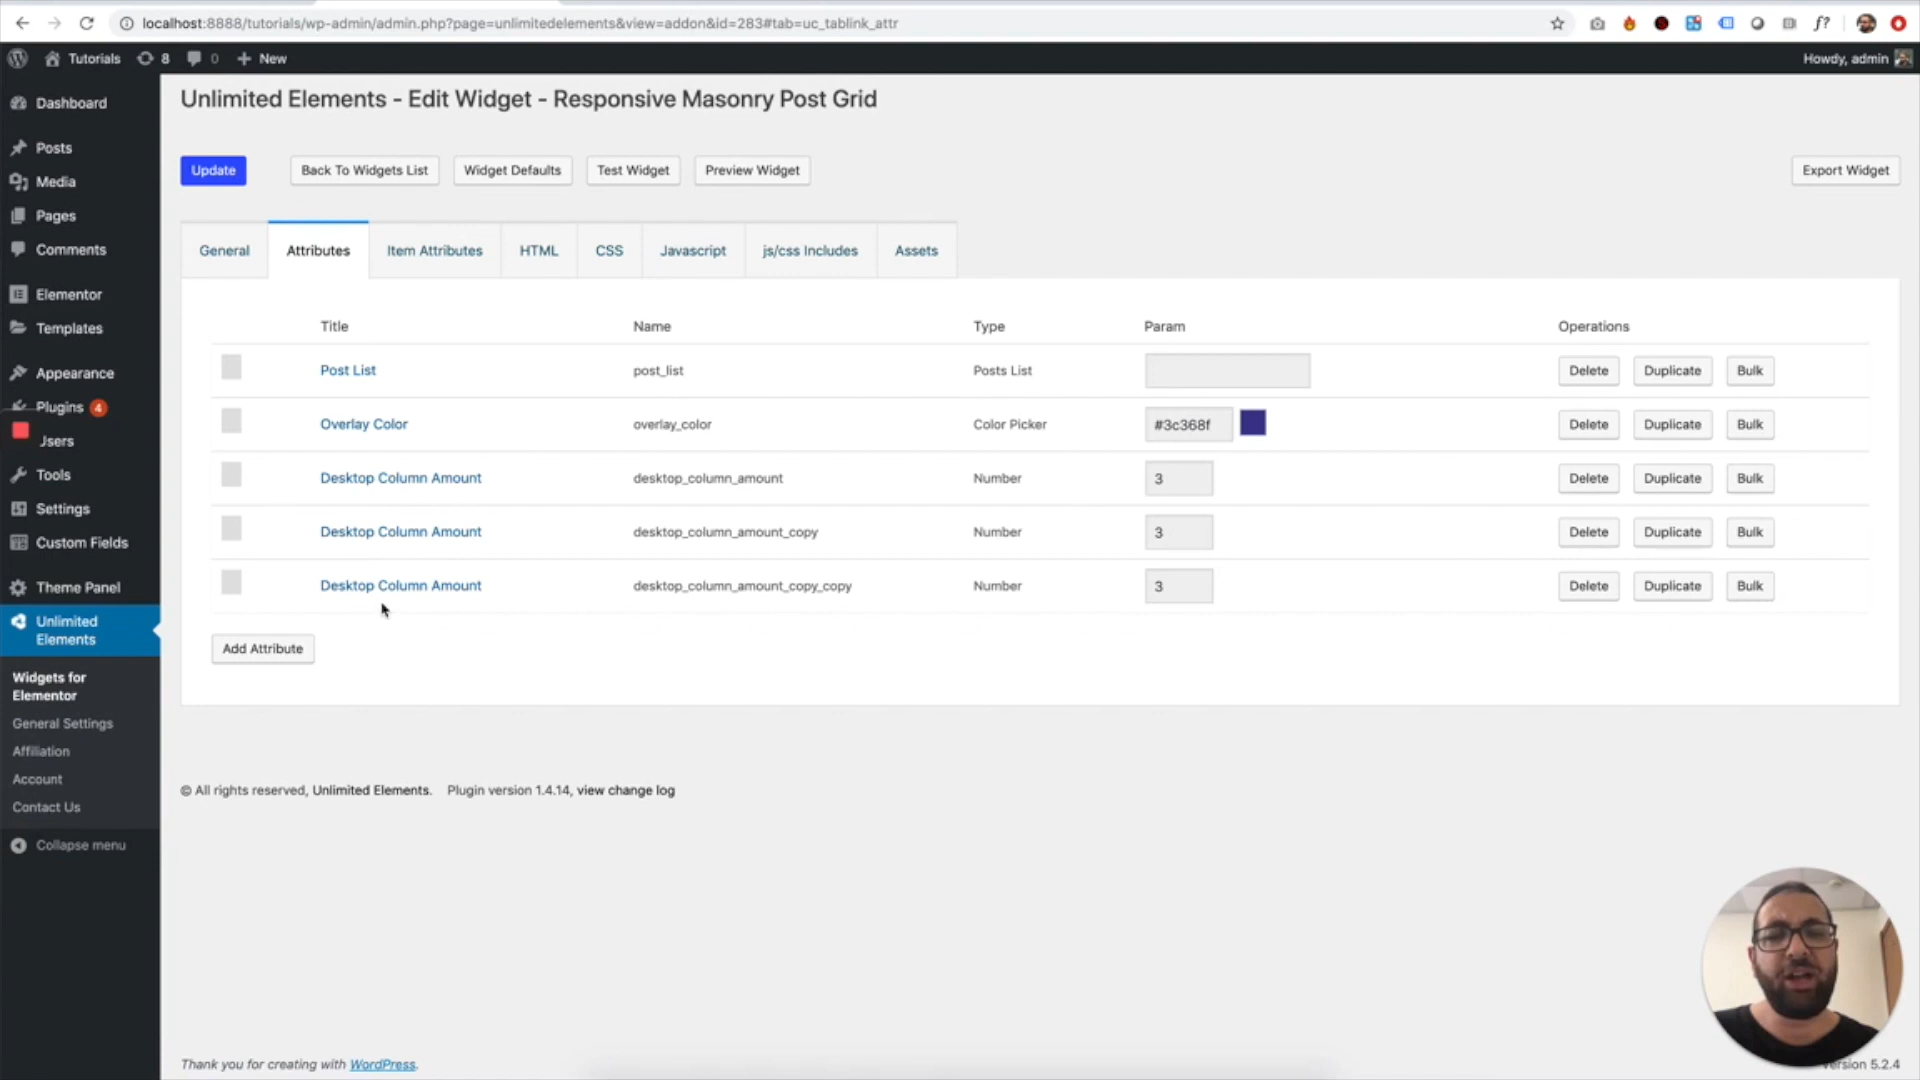 localhost:8888/tutorials/wp-admin/admin.php?page=unlimitedelements&view=addon&id=283#tab=uc_tablink_attr
f?
Tutorials 8 0 New
Howdy, admin
Dashboard
Posts
Media
Pages
Comments
Elementor
Templates
Appearance
Plugins 4
Jsers
Tools
Settings
Custom Fields
Theme Panel
Unlimited
Elements
Widgets for
Elementor
General Settings
Affiliation
Account
Contact Us
Collapse menu
Unlimited Elements - Edit Widget - Responsive Masonry Post Grid
Update Back To Widgets List Widget Defaults Test Widget Preview Widget Export Widget
General Attributes Item Attributes HTML CSS Javascript js/css Includes Assets
Title Name Type Param Operations
Post List post_list Posts List Delete Duplicate Bulk
Overlay Color overlay_color Color Picker #3c368f Delete Duplicate Bulk
Desktop Column Amount desktop_column_amount Number 3 Delete Duplicate Bulk
Desktop Column Amount desktop_column_amount_copy Number 3 Delete Duplicate Bulk
Desktop Column Amount desktop_column_amount_copy_copy Number 3 Delete Duplicate Bulk
Add Attribute
© All rights reserved, Unlimited Elements. Plugin version 1.4.14, view change log
Thank you for creating with WordPress.
ersion 5.2.4